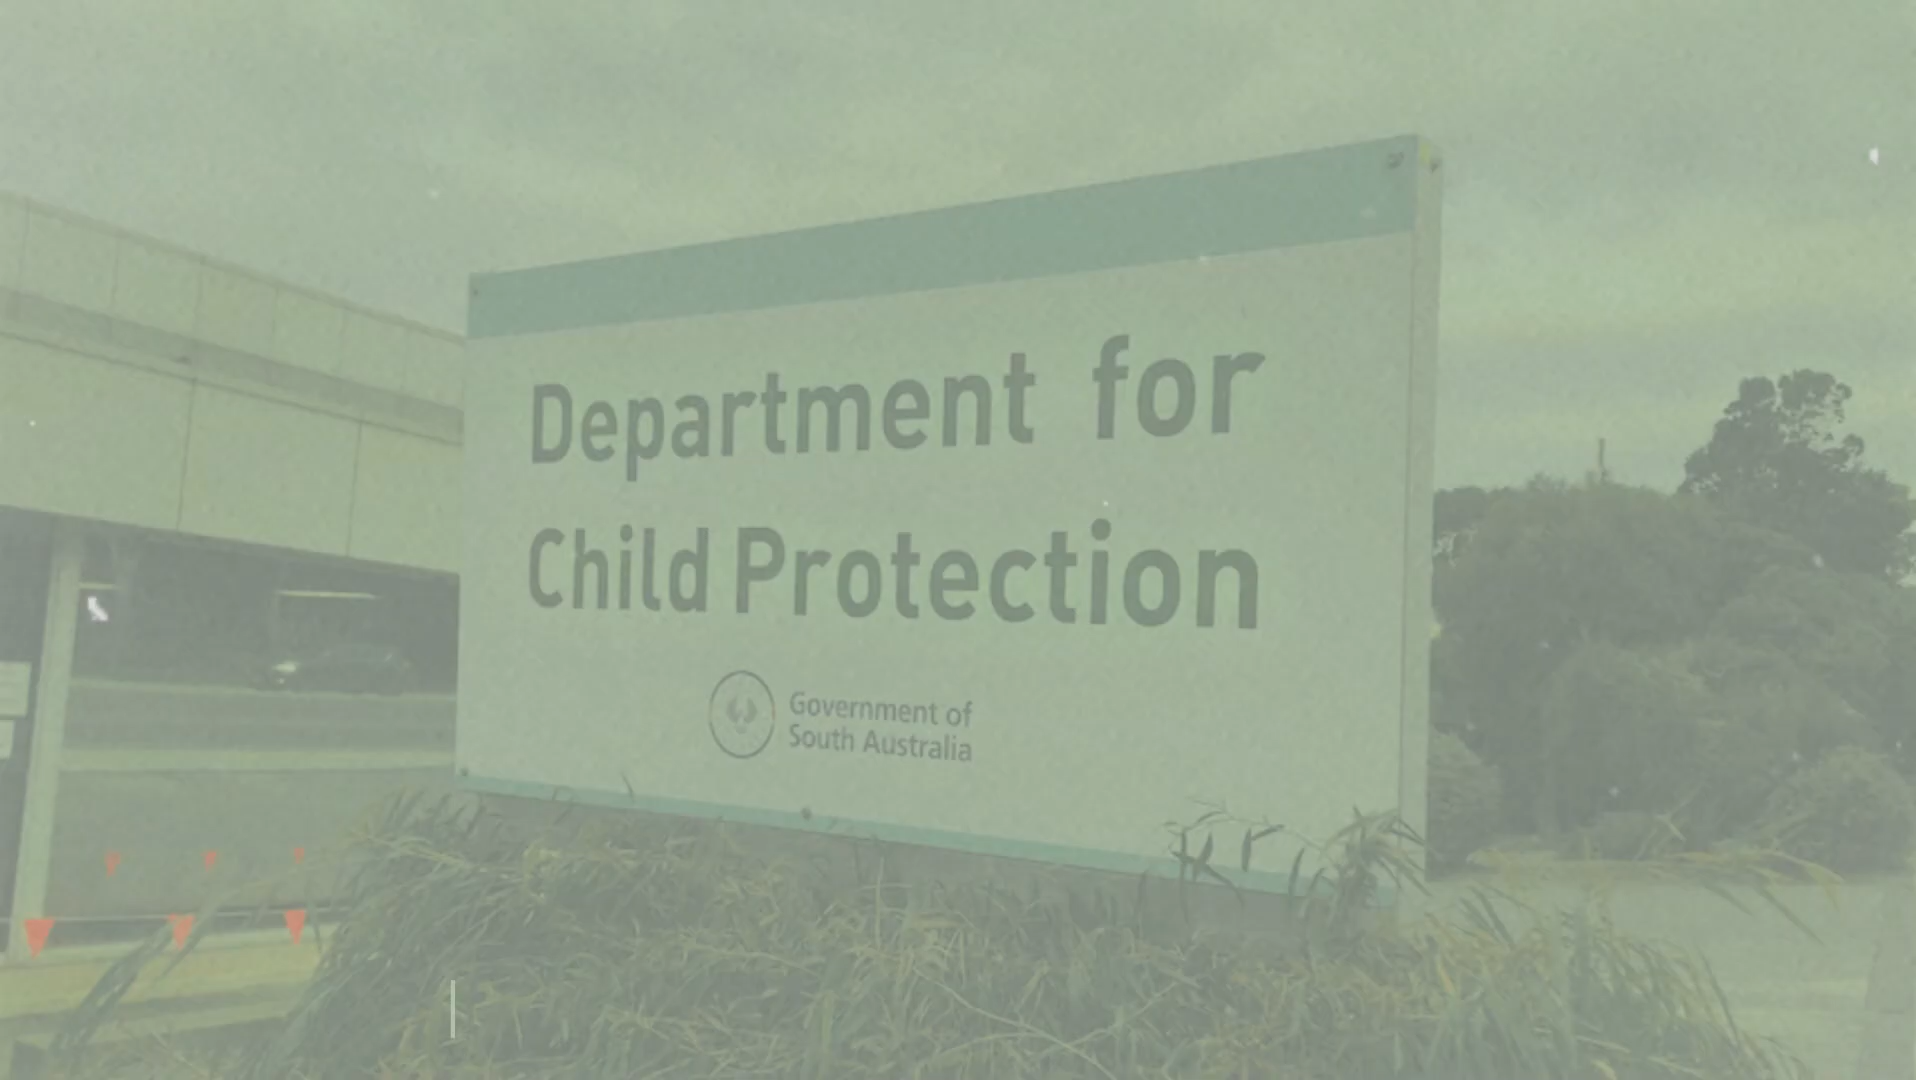 Department for
Child Protection
Government of
South Australia